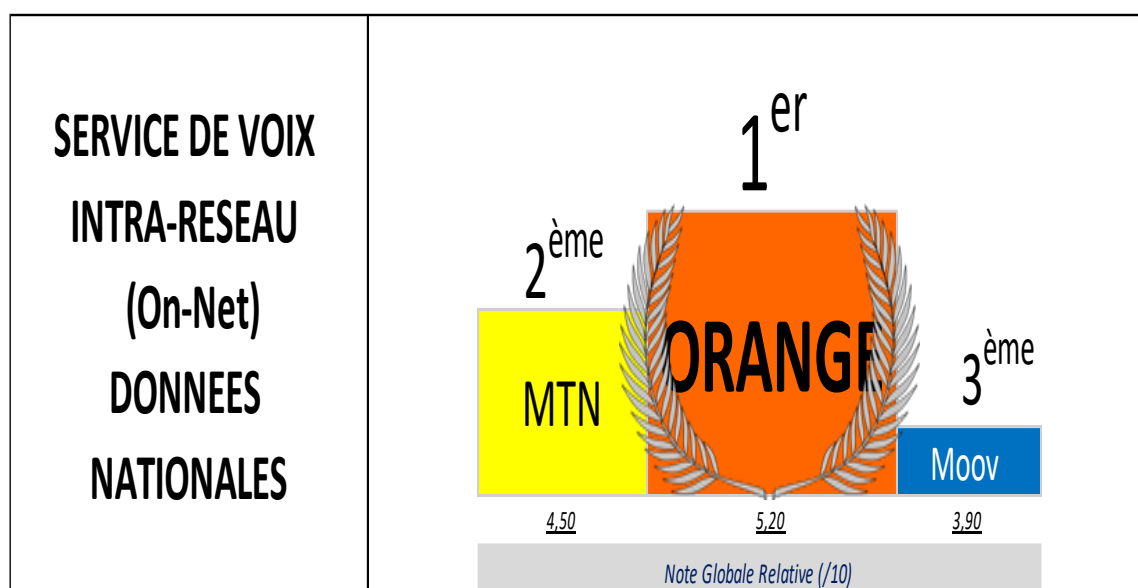 SERVICE DE VOIX
INTRA-RESEAU
(On-Net)
DONNEES
NATIONALES
1er
2ème
3ème
MTN
ORANGE
Moov
4,50
5,20
3,90
Note Globale Relative (/10)